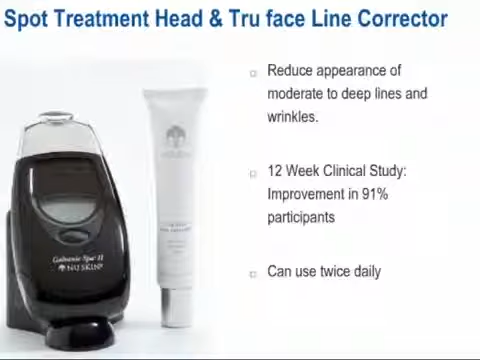 Spot Treatment Head & Tru face Line Corrector
Reduce appearance of
moderate to deep lines and
wrinkles.
12 Week Clinical Study:
Improvement in 91%
participants
Can use twice daily
Galvanic Spa II
NU SKIN